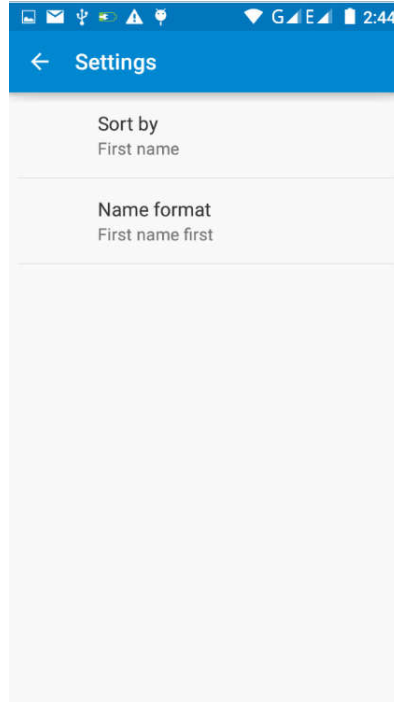 G E 2:44
Settings
Sort by
First name
Name format
First name first